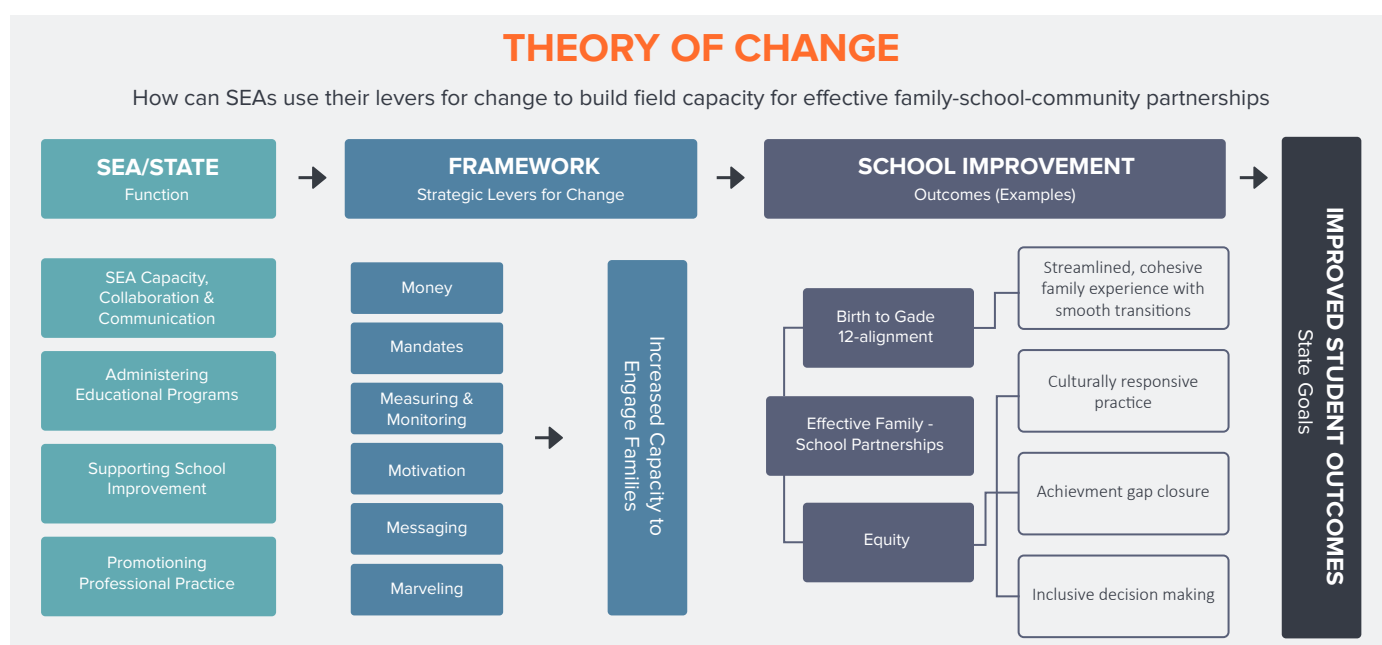 THEORY OF CHANGE
How can SEAs use their levers for change to build field capacity for effective family-school-community partnerships
SEA/STATE
Function
FRAMEWORK
Strategic Levers for Change
SCHOOL IMPROVEMENT
Outcomes (Examples)
SEA Capacity,
Collaboration &
Communication
Administering
Educational Programs
Supporting School
Improvement
Promotioning
Professional Practice
Money
Mandates
Measuring &
Monitoring
Motivation
Messaging
Marveling
Increased Capacity to
Engage Families
Birth to Gade
12-alignment
Effective Family -
School Partnerships
Equity
Streamlined, cohesive
family experience with
smooth transitions
Culturally responsive
practice
Achievment gap closure
Inclusive decision making
IMPROVED STUDENT OUTCOMES
State Goals